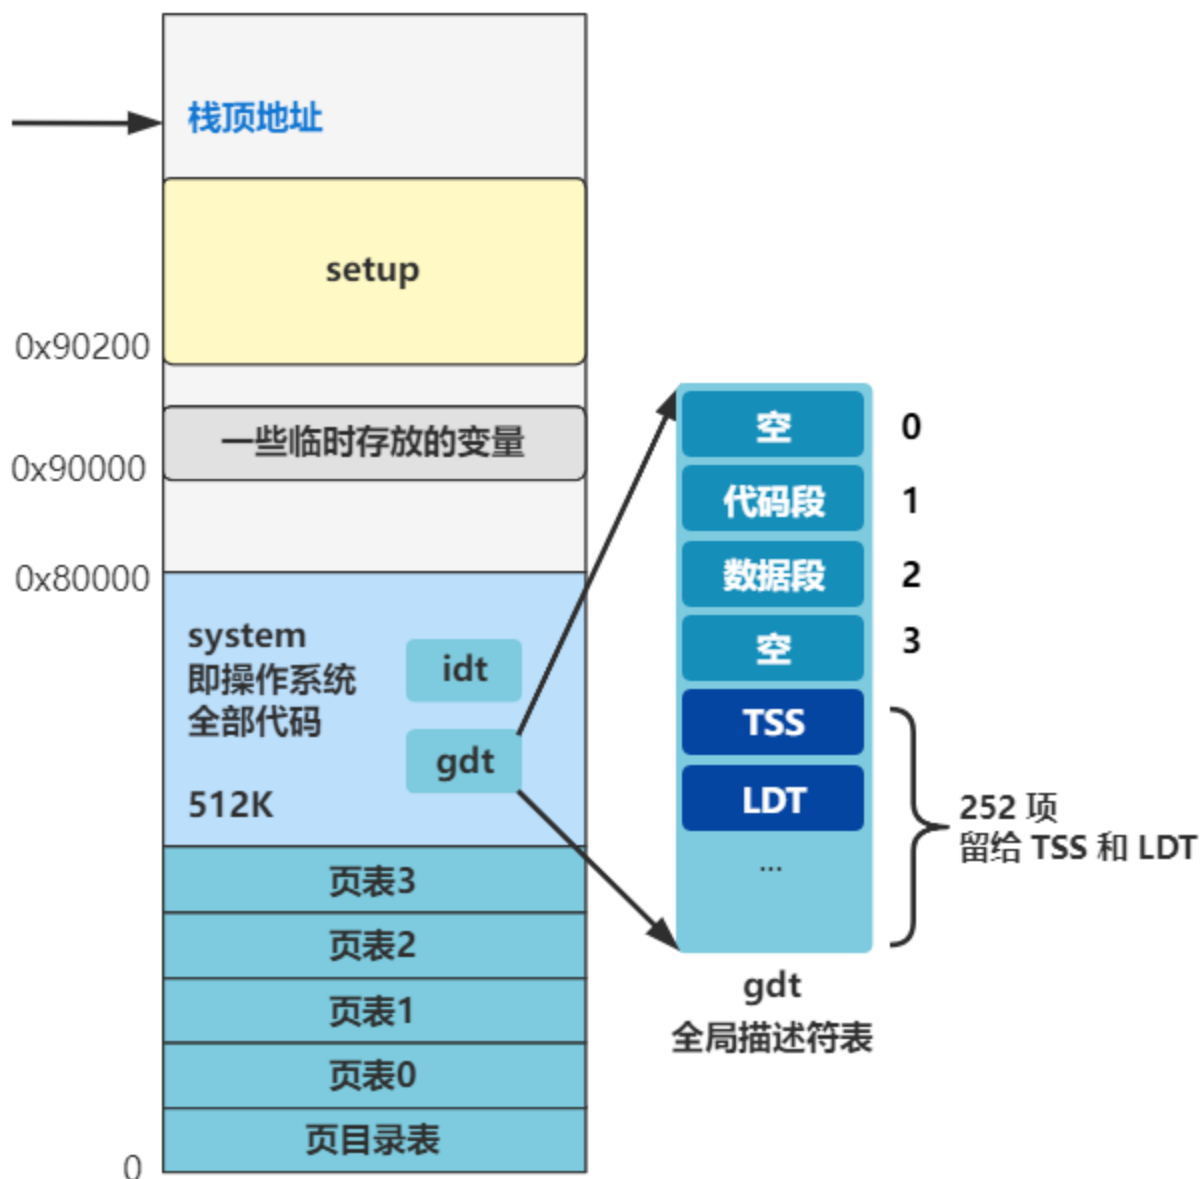 栈顶地址
setup
0x90200
一些临时存放的变量
0x90000
0x80000
system
即操作系统
全部代码
512K
idt
gdt
页表3
页表2
页表1
页表0
页目录表
0
空 0
代码段 1
数据段 2
空 3
TSS
LDT
...
252 项
留给 TSS 和 LDT
gdt
全局描述符表